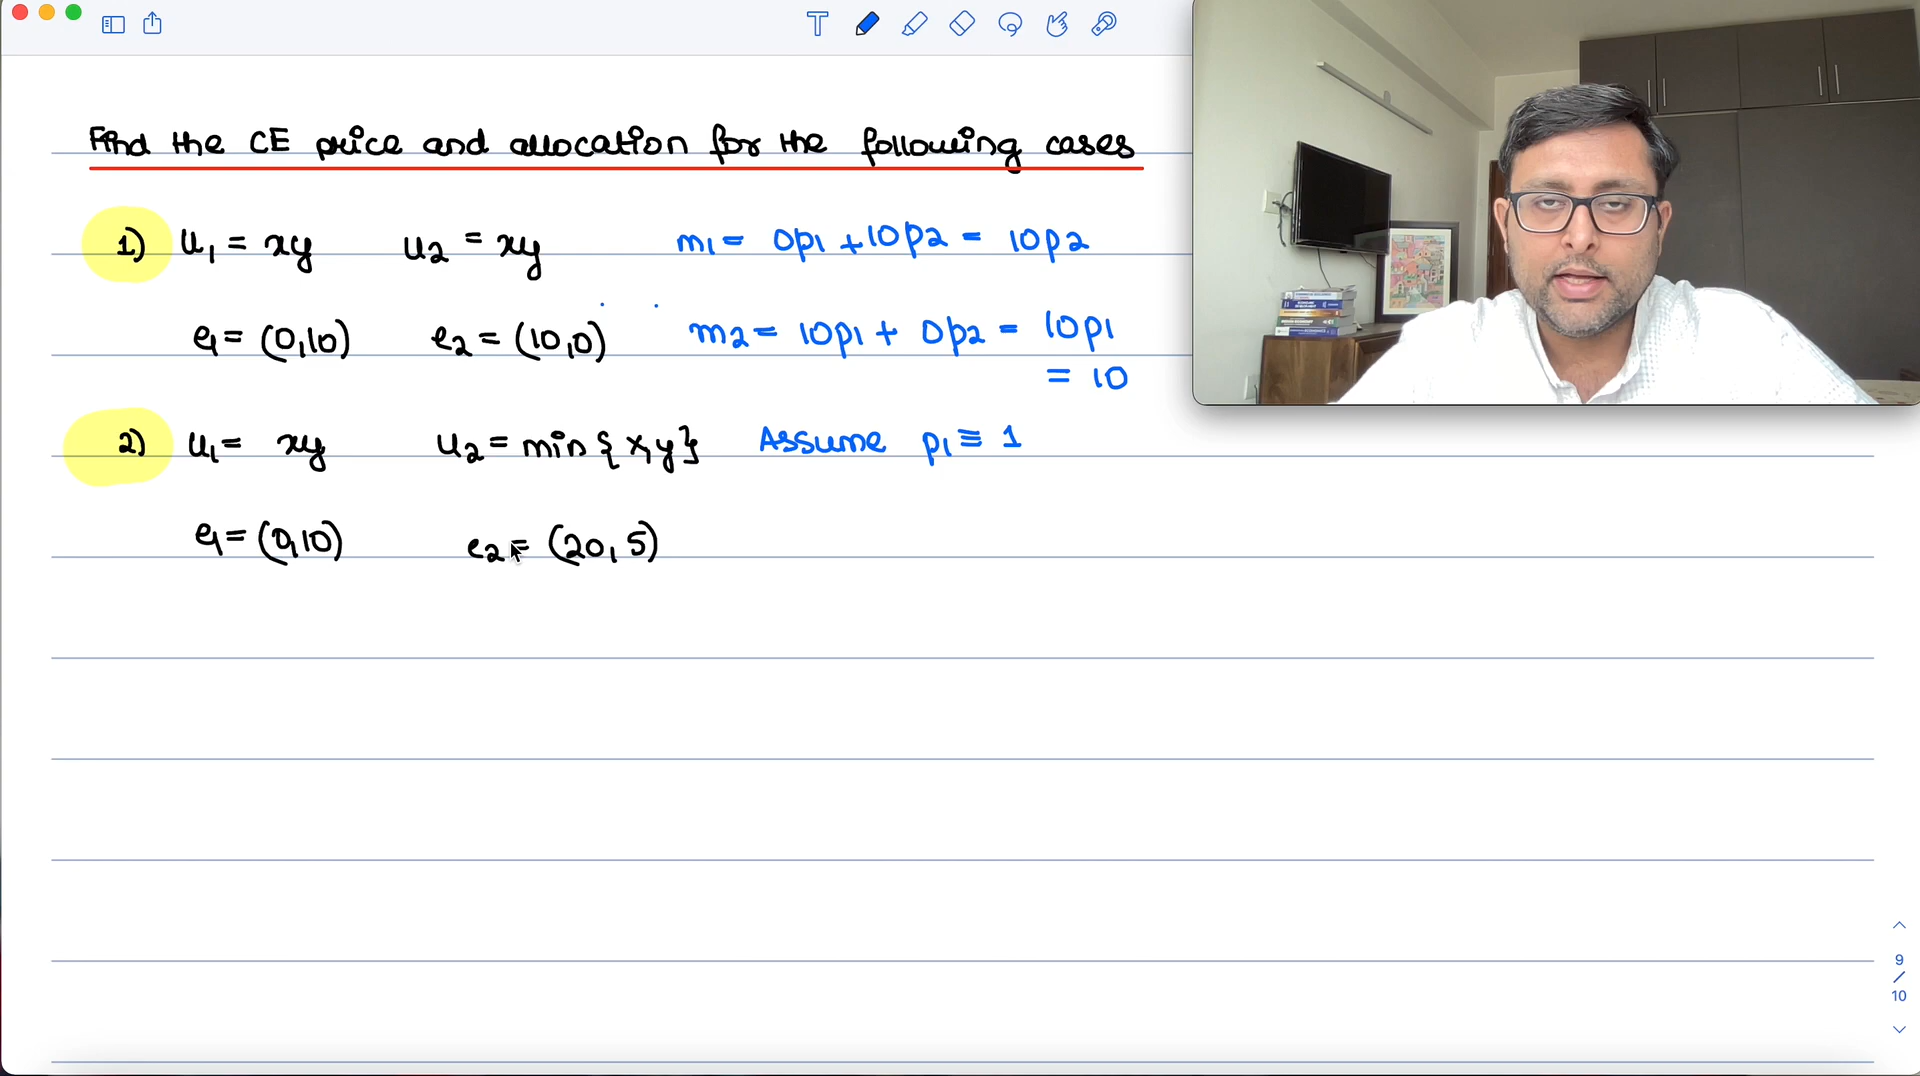 Find the CE price and allocation for the following cases
1) u₁ = xy u₂ = xy m₁ = 0p₁ + 10p₂ = 10p₂
e₁ = (0,10) e₂ = (10,0) m₂ = 10p₁ + 0p₂ = 10p₁
= 10
2) u₁ = xy u₂ = min{x,y} Assume p₁ ≡ 1
e₁ = (0,10) e₂ = (20,5)
9
/
10